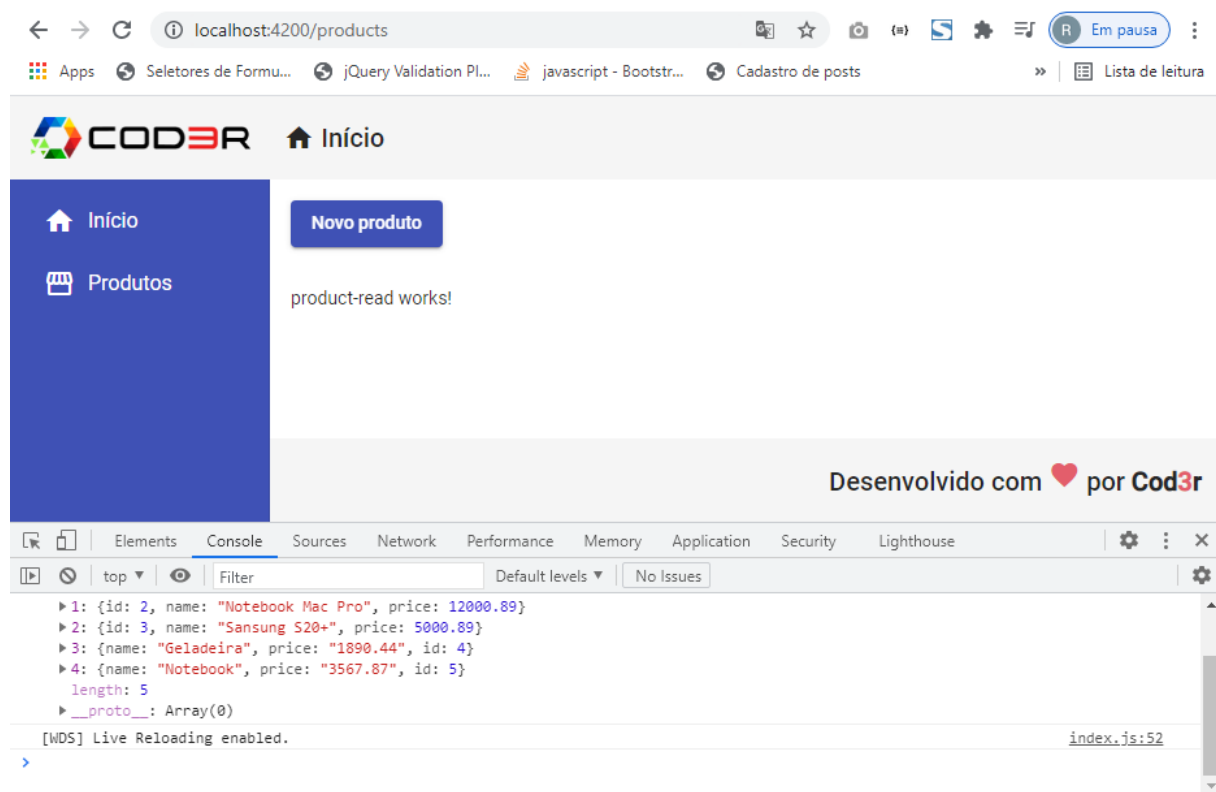 localhost:4200/products
R Em pausa
Apps Seletores de Formu... jQuery Validation Pl... javascript - Bootstr... Cadastro de posts » Lista de leitura
COD3R Início
Início
Novo produto
Produtos
product-read works!
Desenvolvido com por Cod3r
Elements Console Sources Network Performance Memory Application Security Lighthouse
top ▼ Filter Default levels ▼ No Issues
▶1: {id: 2, name: "Notebook Mac Pro", price: 12000.89}
▶2: {id: 3, name: "Sansung S20+", price: 5000.89}
▶3: {name: "Geladeira", price: "1890.44", id: 4}
▶4: {name: "Notebook", price: "3567.87", id: 5}
length: 5
▶__proto__: Array(0)
[WDS] Live Reloading enabled. index.js:52
>